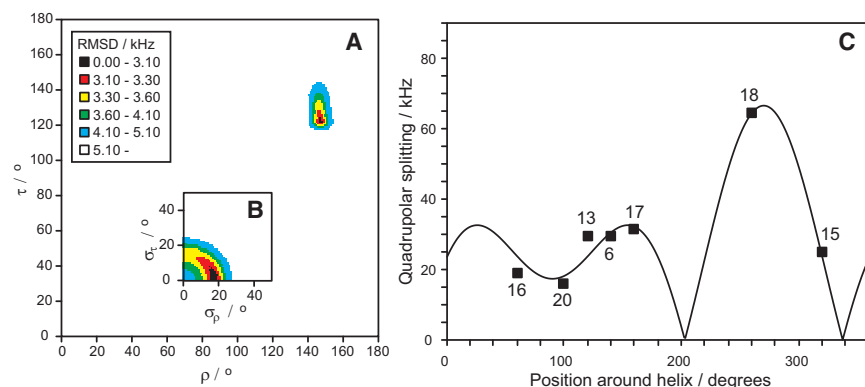 A
RMSD / kHz
0.00 - 3.10
3.10 - 3.30
3.30 - 3.60
3.60 - 4.10
4.10 - 5.10
5.10 -
180
160
140
120
100
80
60
40
20
0
τ / º
0 20 40 60 80 100 120 140 160 180
ρ / º
B
40
20
0
στ / º
0 20 40
σρ / º
C
80
60
40
20
0
Quadrupolar splitting / kHz
18
13
17
6
15
16
20
0 100 200 300
Position around helix / degrees